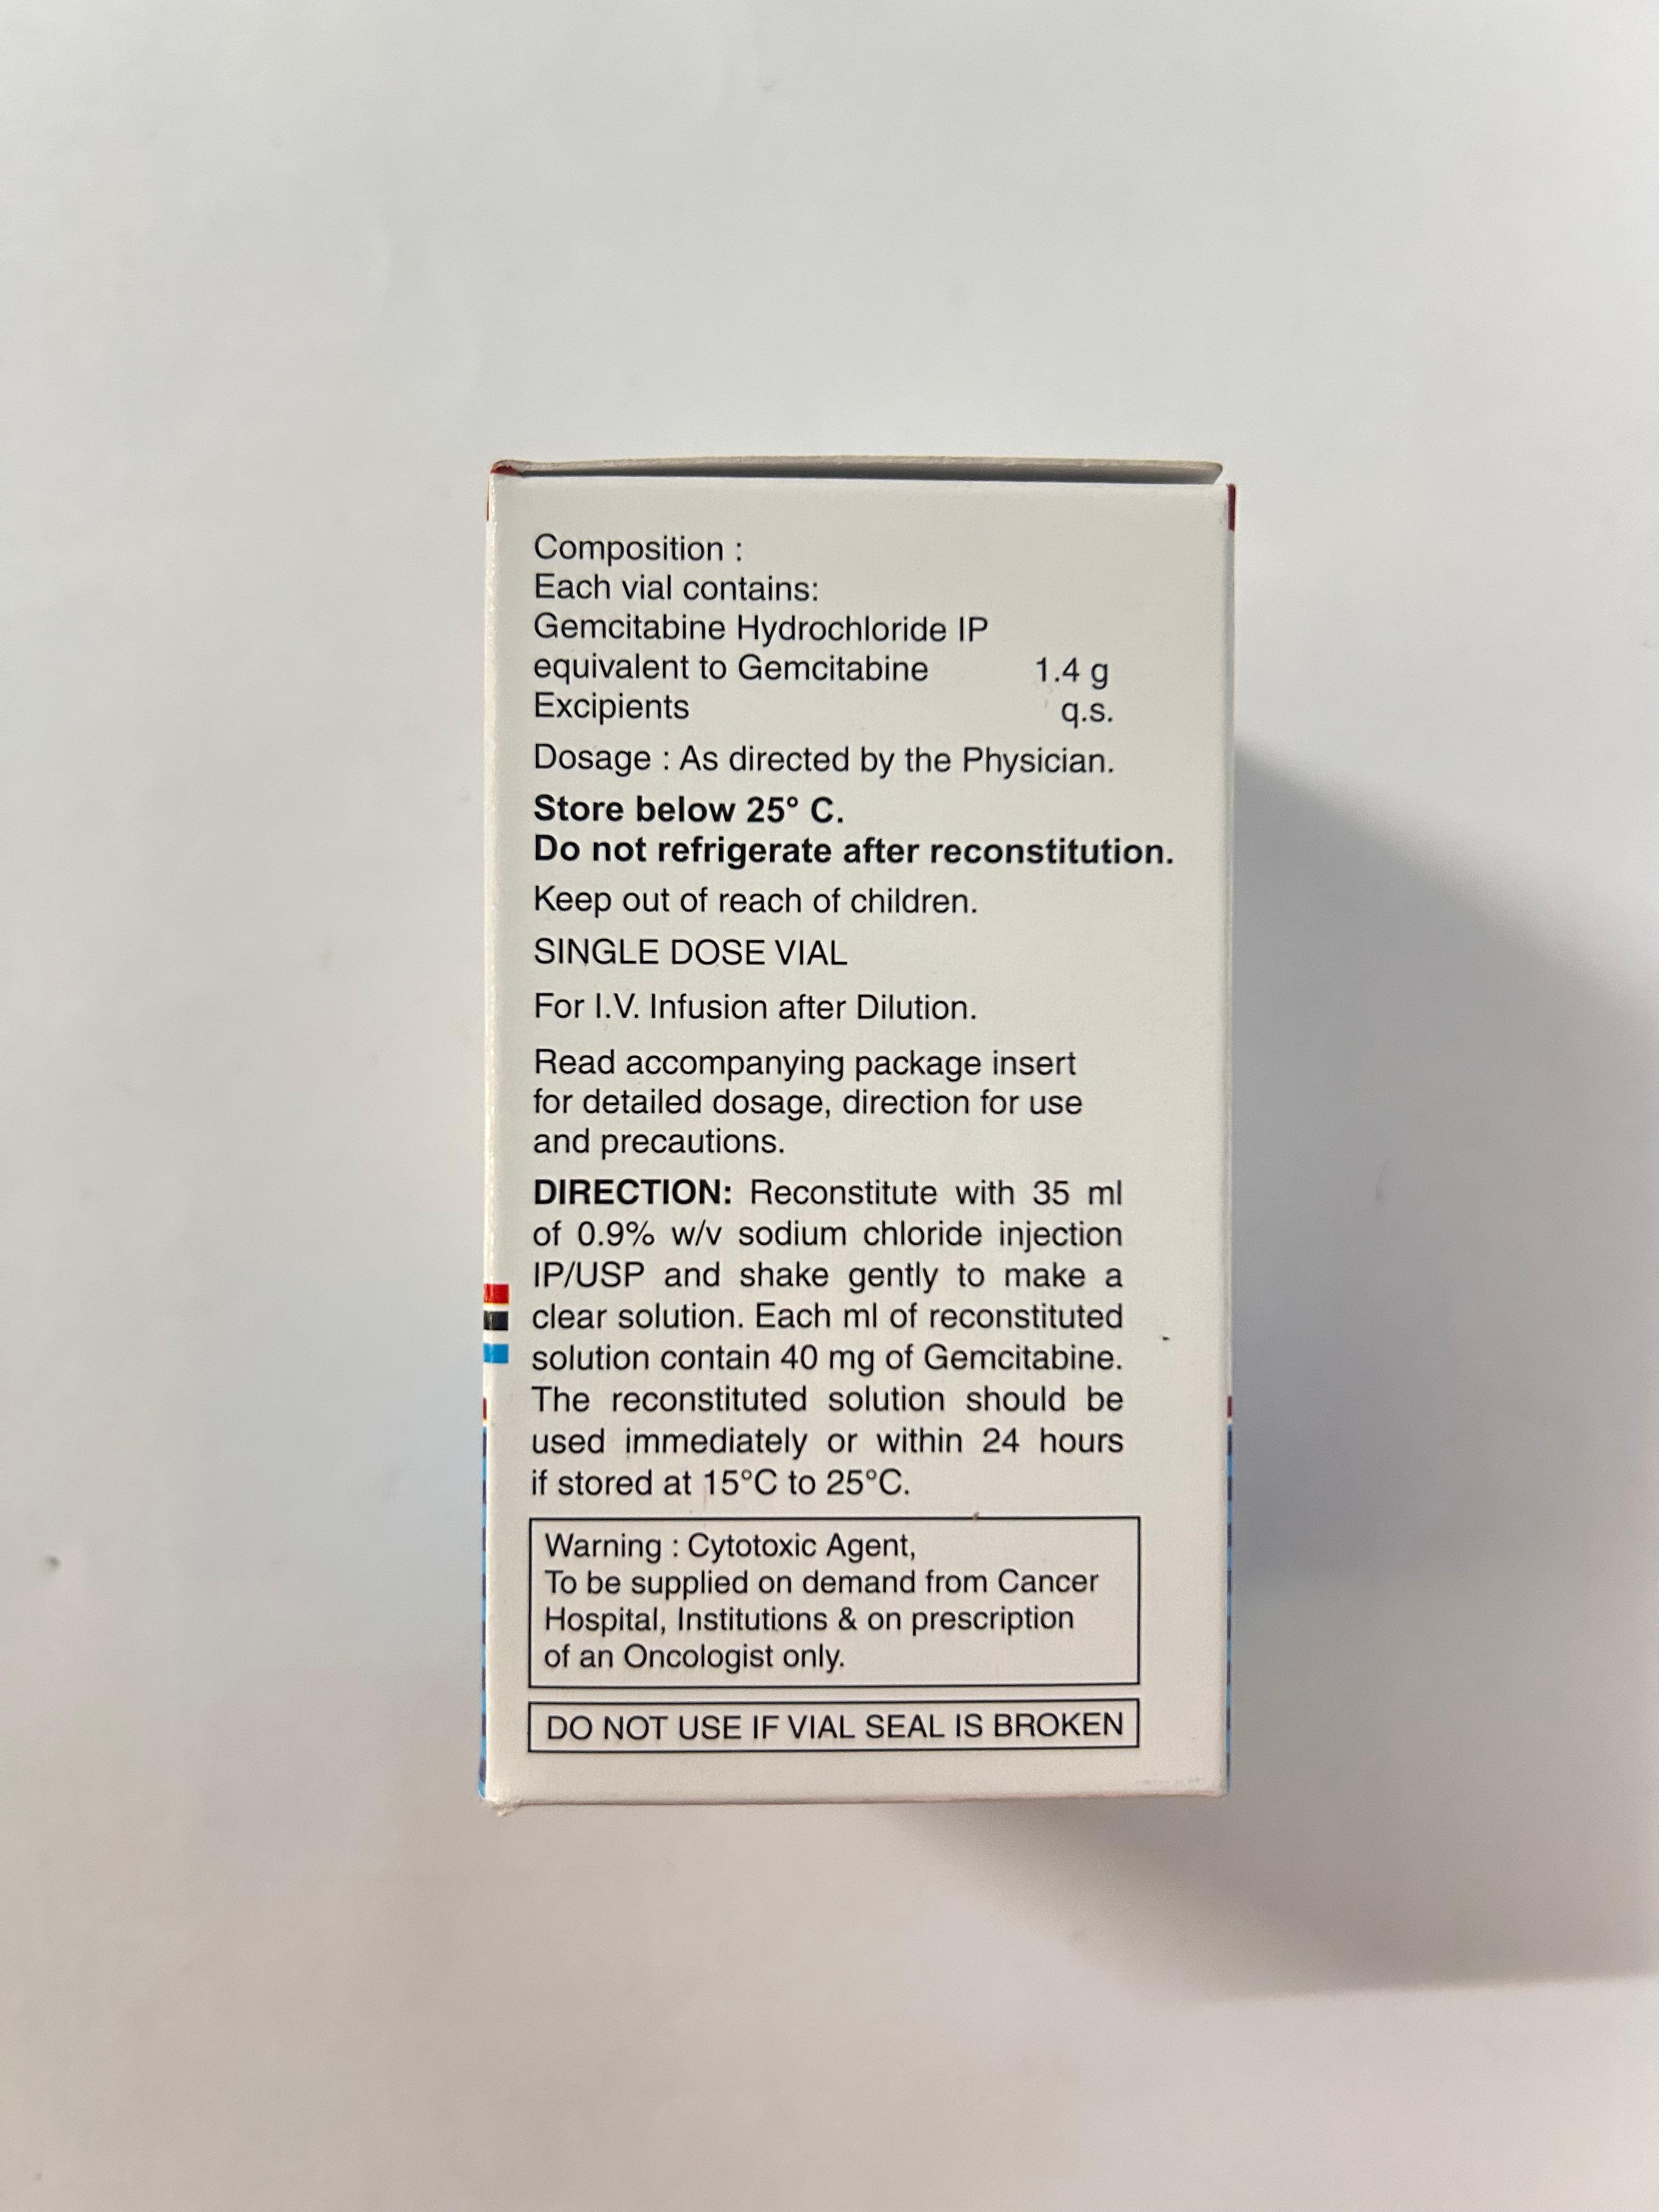 Composition :
Each vial contains:
Gemcitabine Hydrochloride IP
equivalent to Gemcitabine 1.4 g
Excipients q.s.
Dosage : As directed by the Physician.
Store below 25° C.
Do not refrigerate after reconstitution.
Keep out of reach of children.
SINGLE DOSE VIAL
For I.V. Infusion after Dilution.
Read accompanying package insert
for detailed dosage, direction for use
and precautions.
DIRECTION: Reconstitute with 35 ml
of 0.9% w/v sodium chloride injection
IP/USP and shake gently to make a
clear solution. Each ml of reconstituted
solution contain 40 mg of Gemcitabine.
The reconstituted solution should be
used immediately or within 24 hours
if stored at 15°C to 25°C.
Warning : Cytotoxic Agent,
To be supplied on demand from Cancer
Hospital, Institutions & on prescription
of an Oncologist only.
DO NOT USE IF VIAL SEAL IS BROKEN